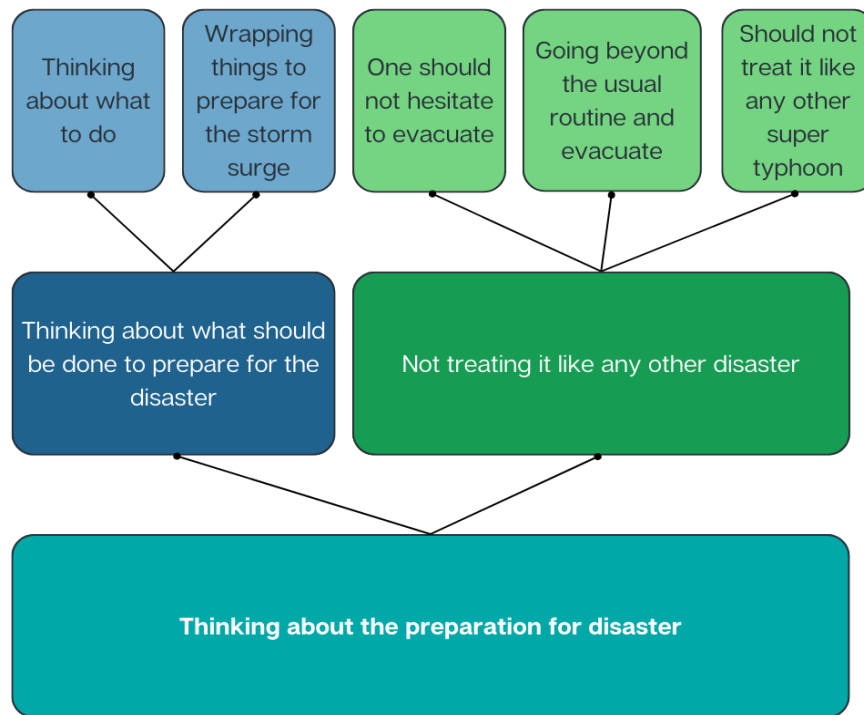 Thinking
about what
to do
Wrapping
things to
prepare for
the storm
surge
One should
not hesitate
to evacuate
Going beyond
the usual
routine and
evacuate
Should not
treat it like
any other
super
typhoon
Thinking about what should
be done to prepare for the
disaster
Not treating it like any other disaster
Thinking about the preparation for disaster